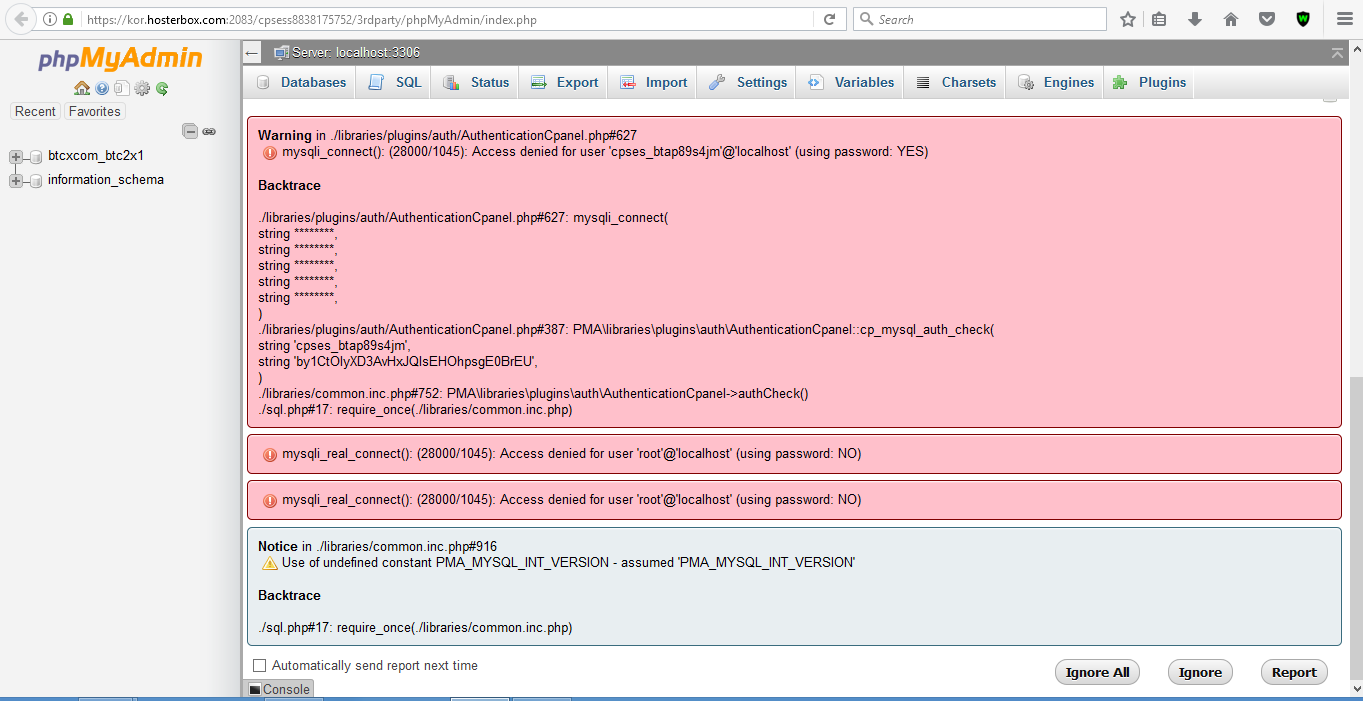 https://kor.hosterbox.com:2083/cpsess8838175752/3rdparty/phpMyAdmin/index.php
Search
phpMyAdmin
Recent
Favorites
btcxcom_btc2x1
information_schema
Server: localhost:3306
Databases
SQL
Status
Export
Import
Settings
Variables
Charsets
Engines
Plugins
Warning in ./libraries/plugins/auth/AuthenticationCpanel.php#627
mysqli_connect(): (28000/1045): Access denied for user 'cpses_btap89s4jm'@'localhost' (using password: YES)
Backtrace
./libraries/plugins/auth/AuthenticationCpanel.php#627: mysqli_connect(
string ********,
string ********,
string ********,
string ********,
string ********,
)
./libraries/plugins/auth/AuthenticationCpanel.php#387: PMA\libraries\plugins\auth\AuthenticationCpanel::cp_mysql_auth_check(
string 'cpses_btap89s4jm',
string 'by1CtOlyXD3AvHxJQIsEHOhpsgE0BrEU',
)
./libraries/common.inc.php#752: PMA\libraries\plugins\auth\AuthenticationCpanel->authCheck()
./sql.php#17: require_once(./libraries/common.inc.php)
mysqli_real_connect(): (28000/1045): Access denied for user 'root'@'localhost' (using password: NO)
mysqli_real_connect(): (28000/1045): Access denied for user 'root'@'localhost' (using password: NO)
Notice in ./libraries/common.inc.php#916
Use of undefined constant PMA_MYSQL_INT_VERSION - assumed 'PMA_MYSQL_INT_VERSION'
Backtrace
./sql.php#17: require_once(./libraries/common.inc.php)
Automatically send report next time
Ignore All
Ignore
Report
Console